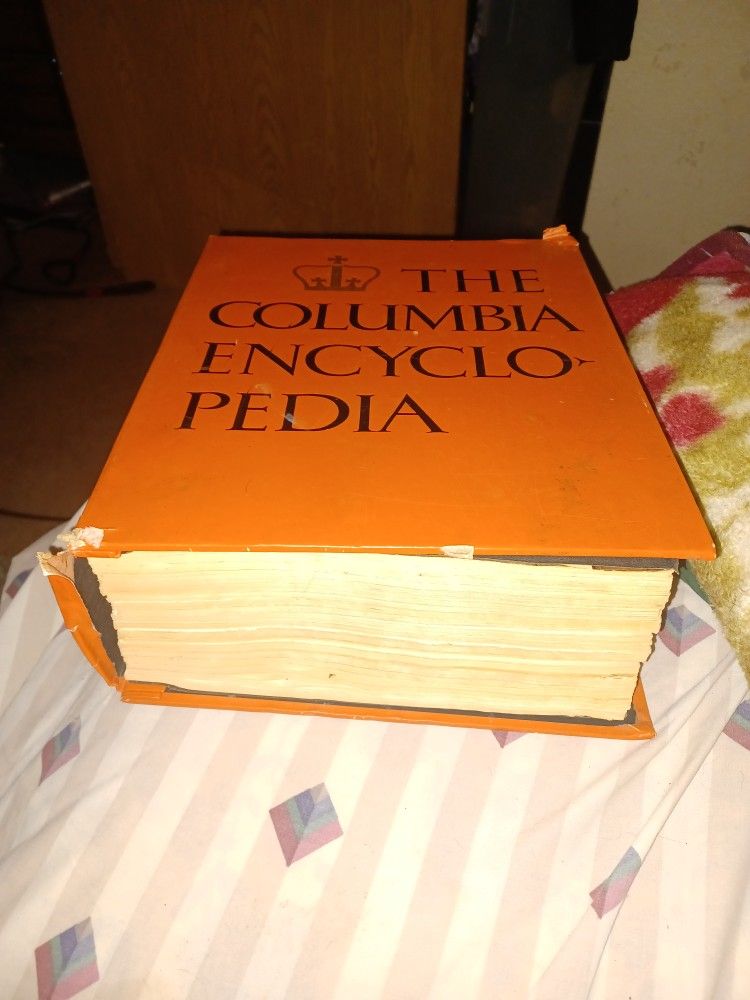 THE
COLUMBIA
ENCYCLO-
PEDIA